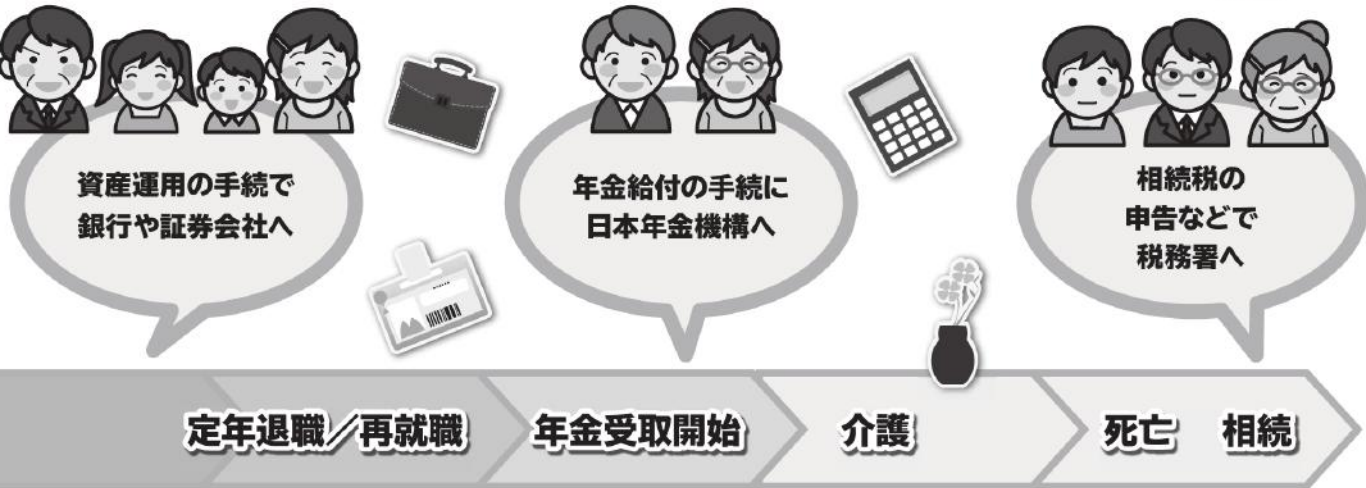 資産運用の手続で
銀行や証券会社へ
年金給付の手続に
日本年金機構へ
相続税の
申告などで
税務署へ
定年退職／再就職
年金受取開始
介護
死亡 相続